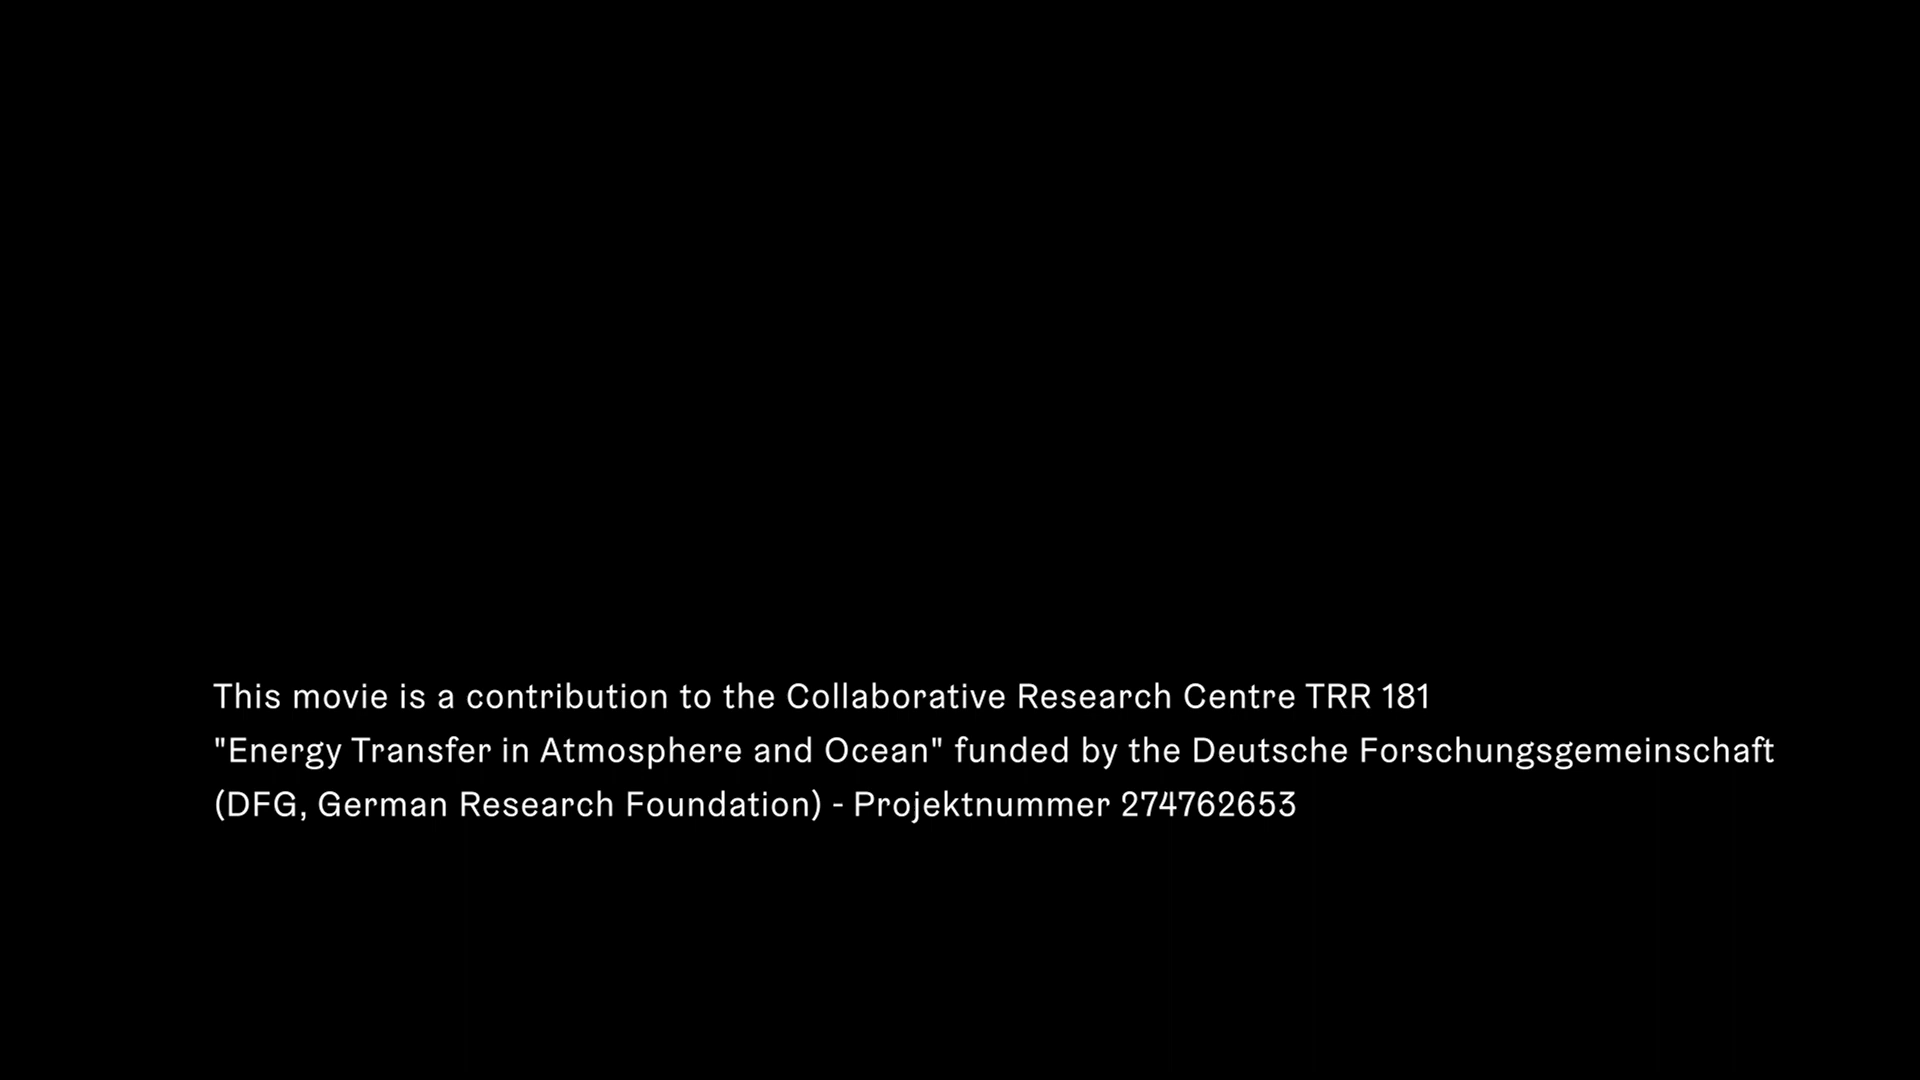 This movie is a contribution to the Collaborative Research Centre TRR 181
"Energy Transfer in Atmosphere and Ocean" funded by the Deutsche Forschungsgemeinschaft
(DFG, German Research Foundation) - Projektnummer 274762653